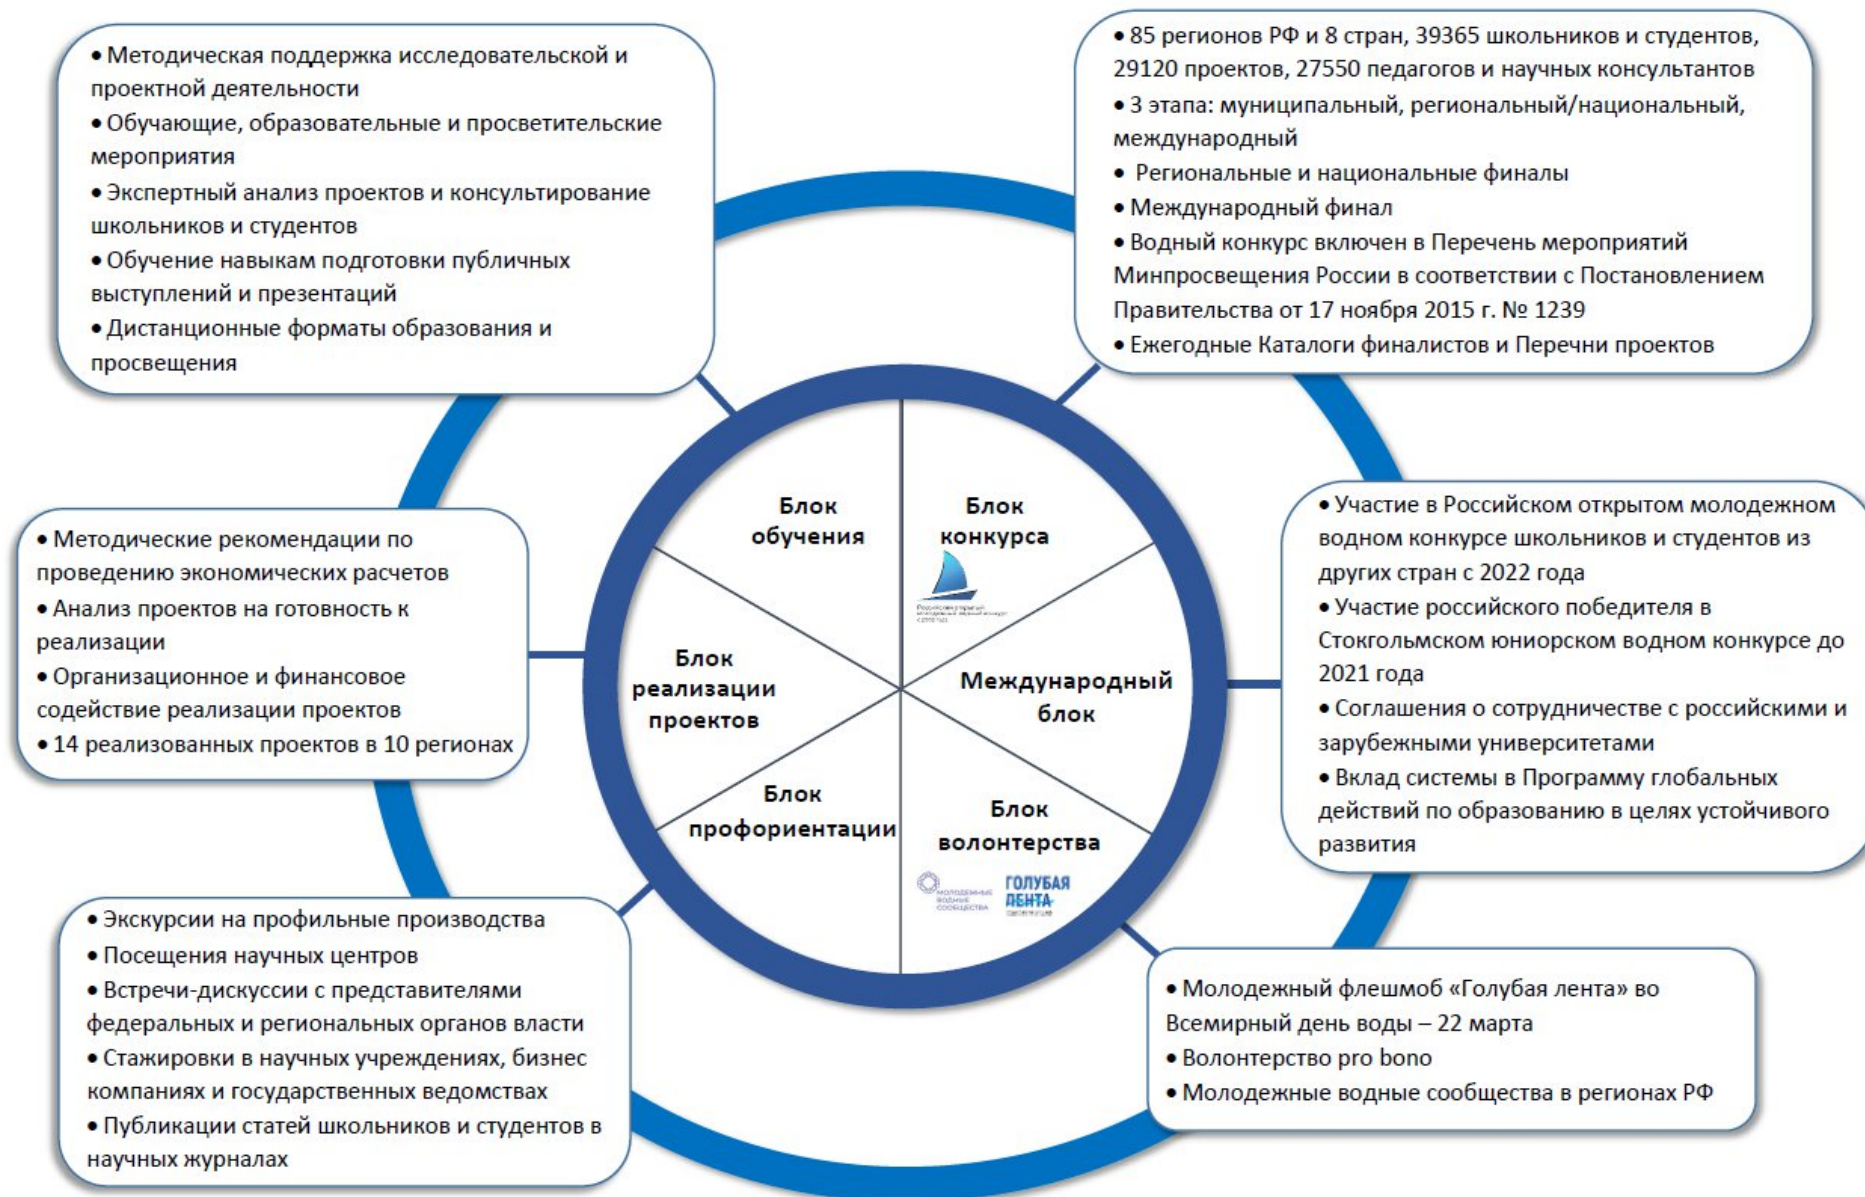 • Методическая поддержка исследовательской и
проектной деятельности
• Обучающие, образовательные и просветительские
мероприятия
• Экспертный анализ проектов и консультирование
школьников и студентов
• Обучение навыкам подготовки публичных
выступлений и презентаций
• Дистанционные форматы образования и
просвещения
• 85 регионов РФ и 8 стран, 39365 школьников и студентов,
29120 проектов, 27550 педагогов и научных консультантов
• 3 этапа: муниципальный, региональный/национальный,
международный
• Региональные и национальные финалы
• Международный финал
• Водный конкурс включен в Перечень мероприятий
Минпросвещения России в соответствии с Постановлением
Правительства от 17 ноября 2015 г. № 1239
• Ежегодные Каталоги финалистов и Перечни проектов
• Методические рекомендации по
проведению экономических расчетов
• Анализ проектов на готовность к
реализации
• Организационное и финансовое
содействие реализации проектов
• 14 реализованных проектов в 10 регионах
Блок
обучения
Блок
конкурса
Российский открытый
молодежный водный конкурс
Блок
реализации
проектов
Международный
блок
Блок
профориентации
Блок
волонтерства
МОЛОДЕЖНЫЕ
ВОДНЫЕ
СООБЩЕСТВА
ГОЛУБАЯ
ЛЕНТА
• Участие в Российском открытом молодежном
водном конкурсе школьников и студентов из
других стран с 2022 года
• Участие российского победителя в
Стокгольмском юниорском водном конкурсе до
2021 года
• Соглашения о сотрудничестве с российскими и
зарубежными университетами
• Вклад системы в Программу глобальных
действий по образованию в целях устойчивого
развития
• Экскурсии на профильные производства
• Посещения научных центров
• Встречи-дискуссии с представителями
федеральных и региональных органов власти
• Стажировки в научных учреждениях, бизнес
компаниях и государственных ведомствах
• Публикации статей школьников и студентов в
научных журналах
• Молодежный флешмоб «Голубая лента» во
Всемирный день воды – 22 марта
• Волонтерство pro bono
• Молодежные водные сообщества в регионах РФ